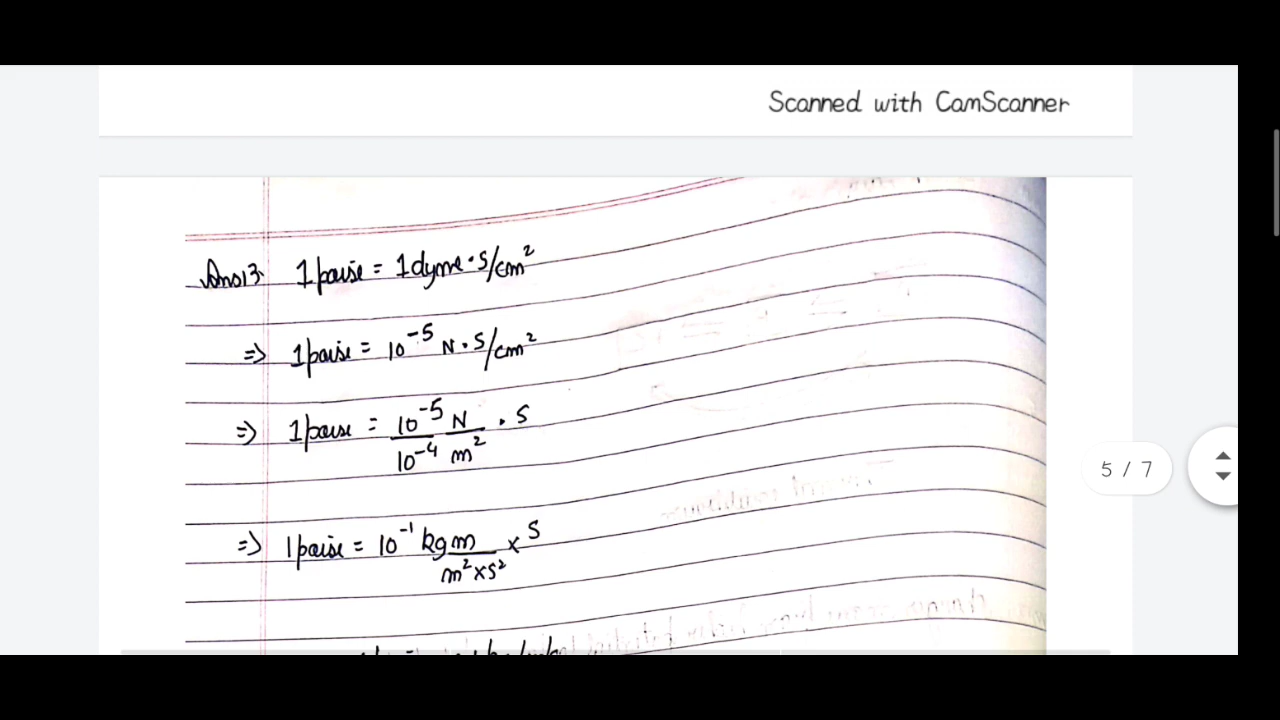 Scanned with CamScanner
Ans13. 1 poise = 1 dyne · s/cm²
=> 1 poise = 10⁻⁵ N · s/cm²
=> 1 poise = 10⁻⁵/10⁻⁴ N/m² · s
=> 1 poise = 10⁻¹ kg m/m² x s² x s
5 / 7